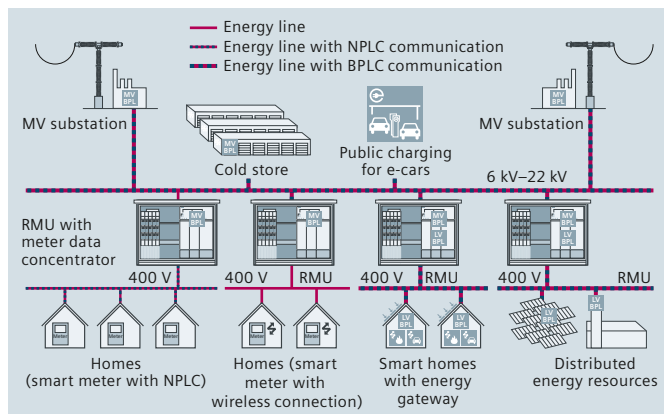 Energy line
Energy line with NPLC communication
Energy line with BPLC communication
MV
BPL
MV substation
MV
BPL
Cold store
Public charging
for e-cars
MV
BPL
MV substation
6 kV–22 kV
RMU with
meter data
concentrator
MV
BPL
MV
BPL
MV
BPL
LV
BPL
MV
BPL
LV
BPL
400 V
400 V
RMU
400 V
RMU
400 V
RMU
Meter
Meter
Meter
Meter
Meter
LV
BPL
LV
BPL
LV
BPL
LV
BPL
Homes
(smart meter with NPLC)
Homes (smart
meter with
wireless connection)
Smart homes
with energy
gateway
Distributed
energy resources